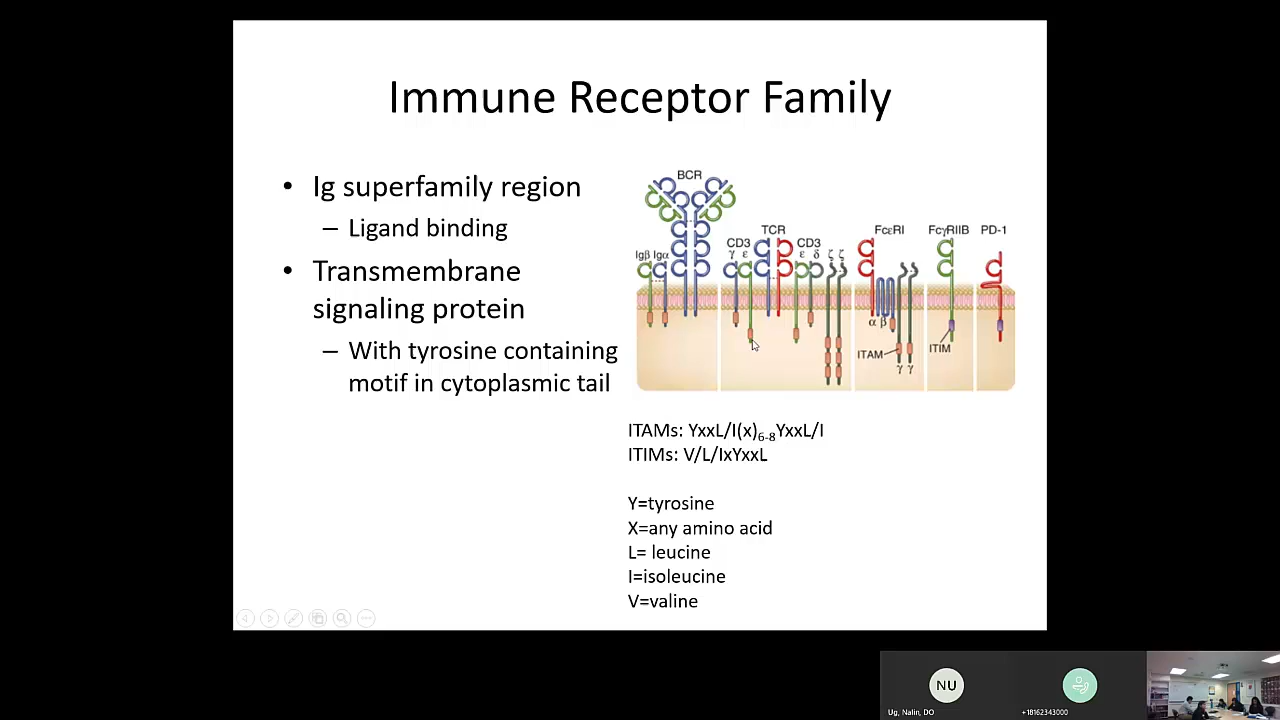 Immune Receptor Family
• Ig superfamily region
– Ligand binding
• Transmembrane
signaling protein
– With tyrosine containing
motif in cytoplasmic tail
BCR
Igβ Igα
CD3
γ ε
TCR
CD3
ε δ ζ ζ
FcεRI
α β
ITAM
γ γ
FcγRIIB
ITIM
PD-1
ITAMs: YxxL/I(x)6-8YxxL/I
ITIMs: V/L/IxYxxL
Y=tyrosine
X=any amino acid
L= leucine
I=isoleucine
V=valine
NU
Ug, Nalin, DO
+18162343000